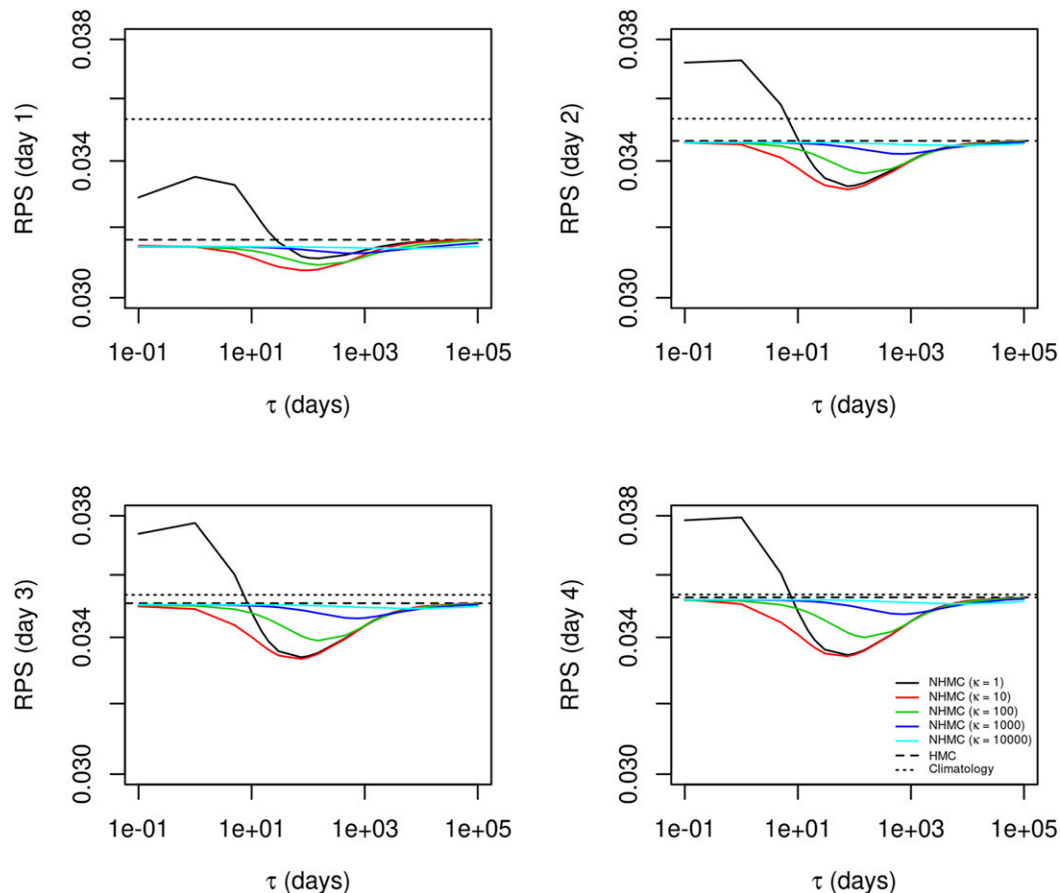 RPS (day 1)
0.038
0.034
0.030
1e-01 1e+01 1e+03 1e+05
τ (days)
RPS (day 2)
0.038
0.034
0.030
1e-01 1e+01 1e+03 1e+05
τ (days)
RPS (day 3)
0.038
0.034
0.030
1e-01 1e+01 1e+03 1e+05
τ (days)
RPS (day 4)
0.038
0.034
0.030
NHMC (κ = 1)
NHMC (κ = 10)
NHMC (κ = 100)
NHMC (κ = 1000)
NHMC (κ = 10000)
HMC
Climatology
1e-01 1e+01 1e+03 1e+05
τ (days)